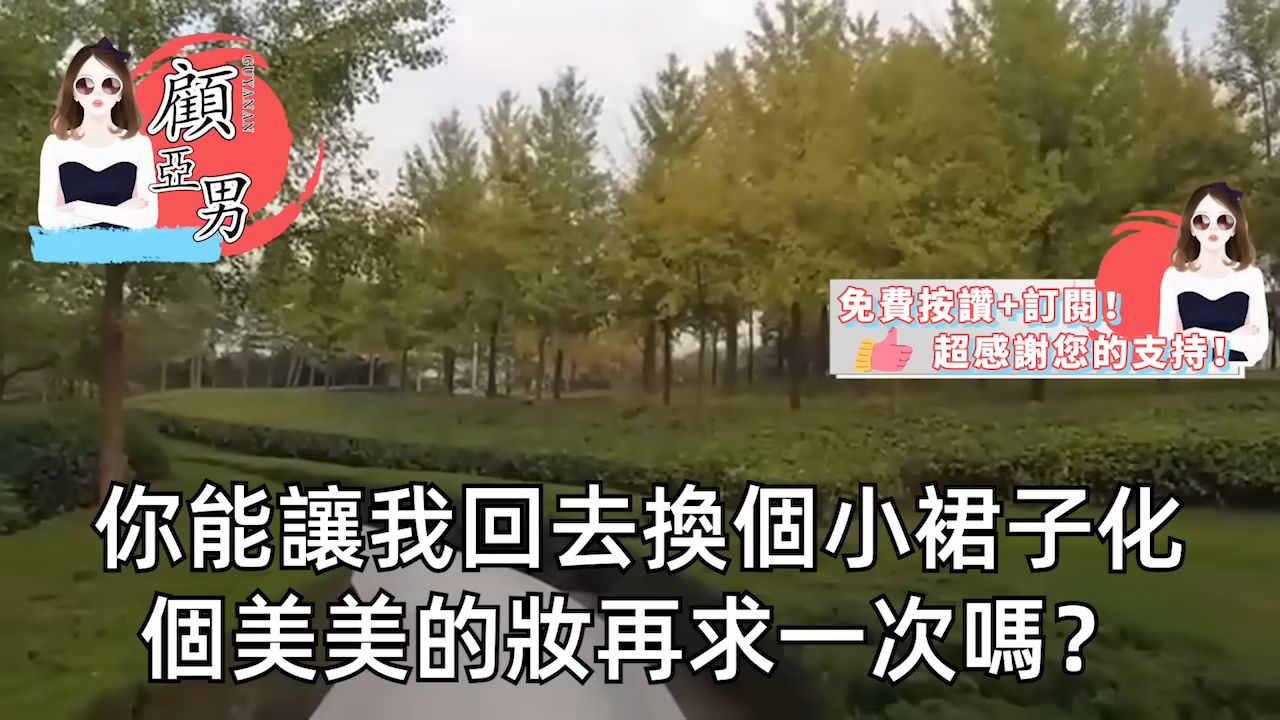 顧
亞
男
GUYANAN
免費按讚+訂閱!
超感謝您的支持!
你能讓我回去換個小裙子化
個美美的妝再求一次嗎?